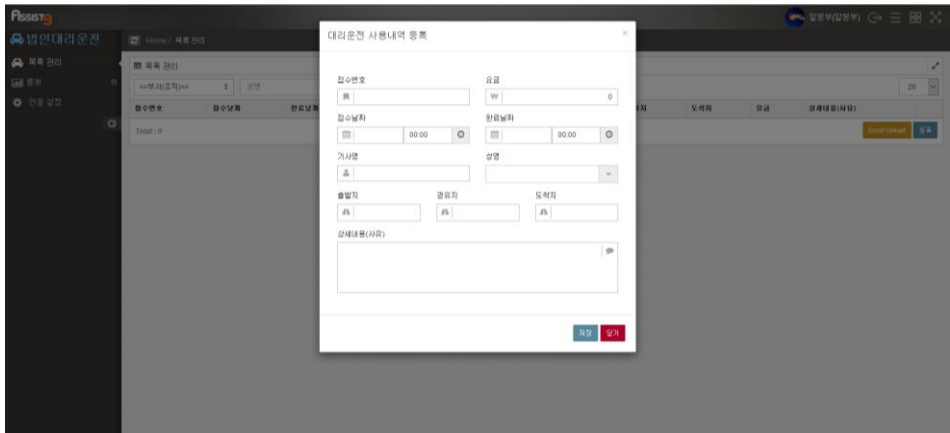 Assist9
법인대리운전
Home / 목록 관리
목록 관리
목록 관리
통계
==부서(조직)==
성명
20
접수번호 접수날짜 완료날짜 도착지 요금 상세내용(사유)
Total : 0
Excel Upload 등록
대리운전 사용내역 등록 ×
접수번호 요금
₩ 0
접수날짜 완료날짜
00:00 00:00
기사명 성명
출발지 경유지 도착지
상세내용(사유)
저장 닫기